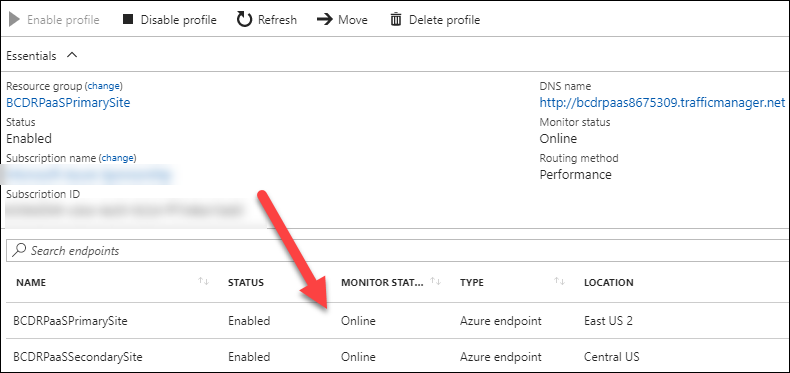 Enable profile Disable profile Refresh Move Delete profile
Essentials
Resource group (change)
BCDRPaaSPrimarySite
Status
Enabled
Subscription name (change)
Subscription ID
DNS name
http://bcdrpaas8675309.trafficmanager.net
Monitor status
Online
Routing method
Performance
Search endpoints
NAME STATUS MONITOR STAT... TYPE LOCATION
BCDRPaaSPrimarySite Enabled Online Azure endpoint East US 2
BCDRPaaSSecondarySite Enabled Online Azure endpoint Central US